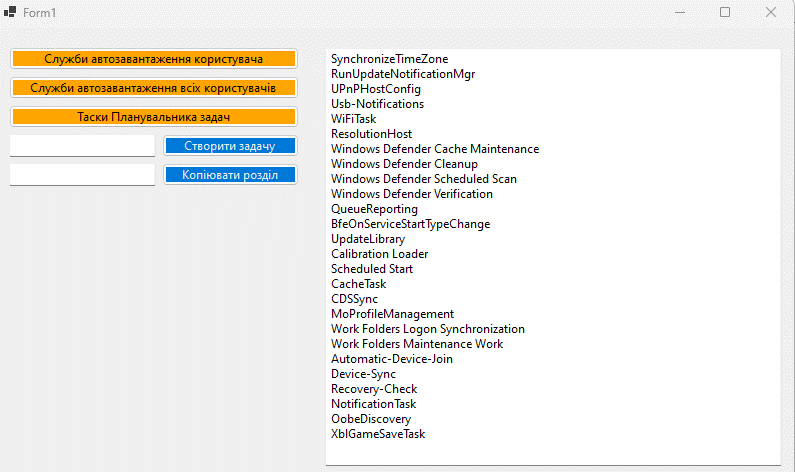 Form1
Служби автозавантаження користувача
Служби автозавантаження всіх користувачів
Таски Планувальника задач
Створити задачу
Копіювати розділ
SynchronizeTimeZone
RunUpdateNotificationMgr
UPnPHostConfig
Usb-Notifications
WiFiTask
ResolutionHost
Windows Defender Cache Maintenance
Windows Defender Cleanup
Windows Defender Scheduled Scan
Windows Defender Verification
QueueReporting
BfeOnServiceStartTypeChange
UpdateLibrary
Calibration Loader
Scheduled Start
CacheTask
CDSSync
MoProfileManagement
Work Folders Logon Synchronization
Work Folders Maintenance Work
Automatic-Device-Join
Device-Sync
Recovery-Check
NotificationTask
OobeDiscovery
XblGameSaveTask